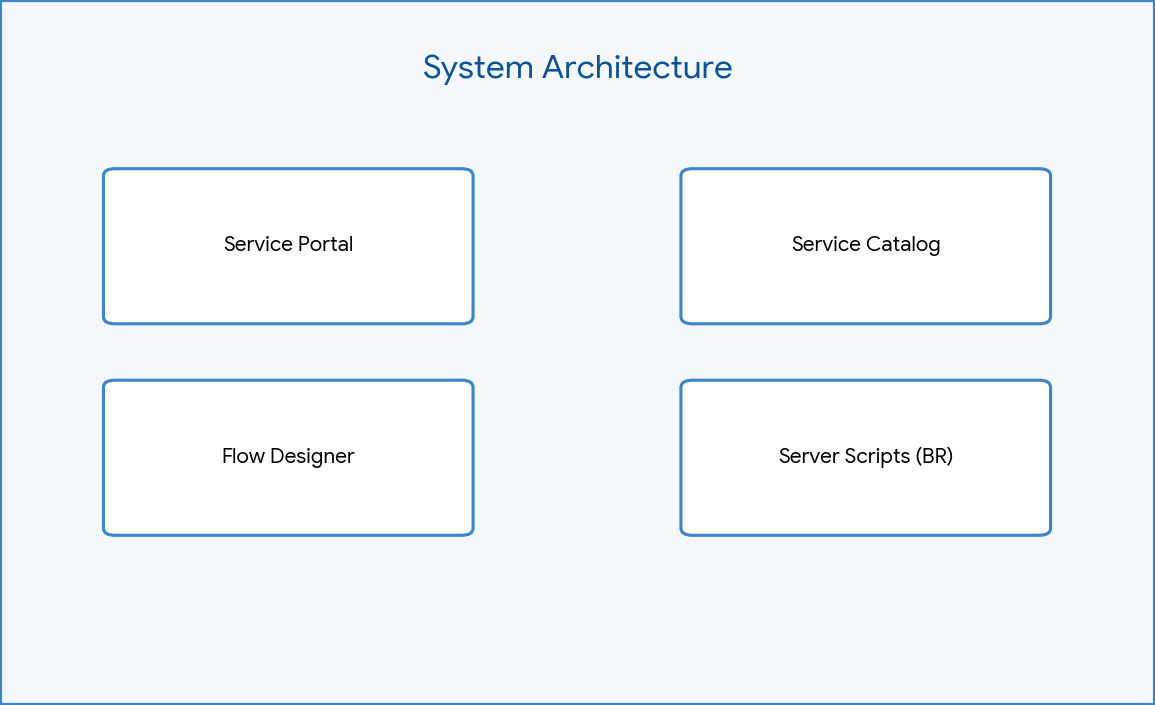 System Architecture
Service Portal
Service Catalog
Flow Designer
Server Scripts (BR)